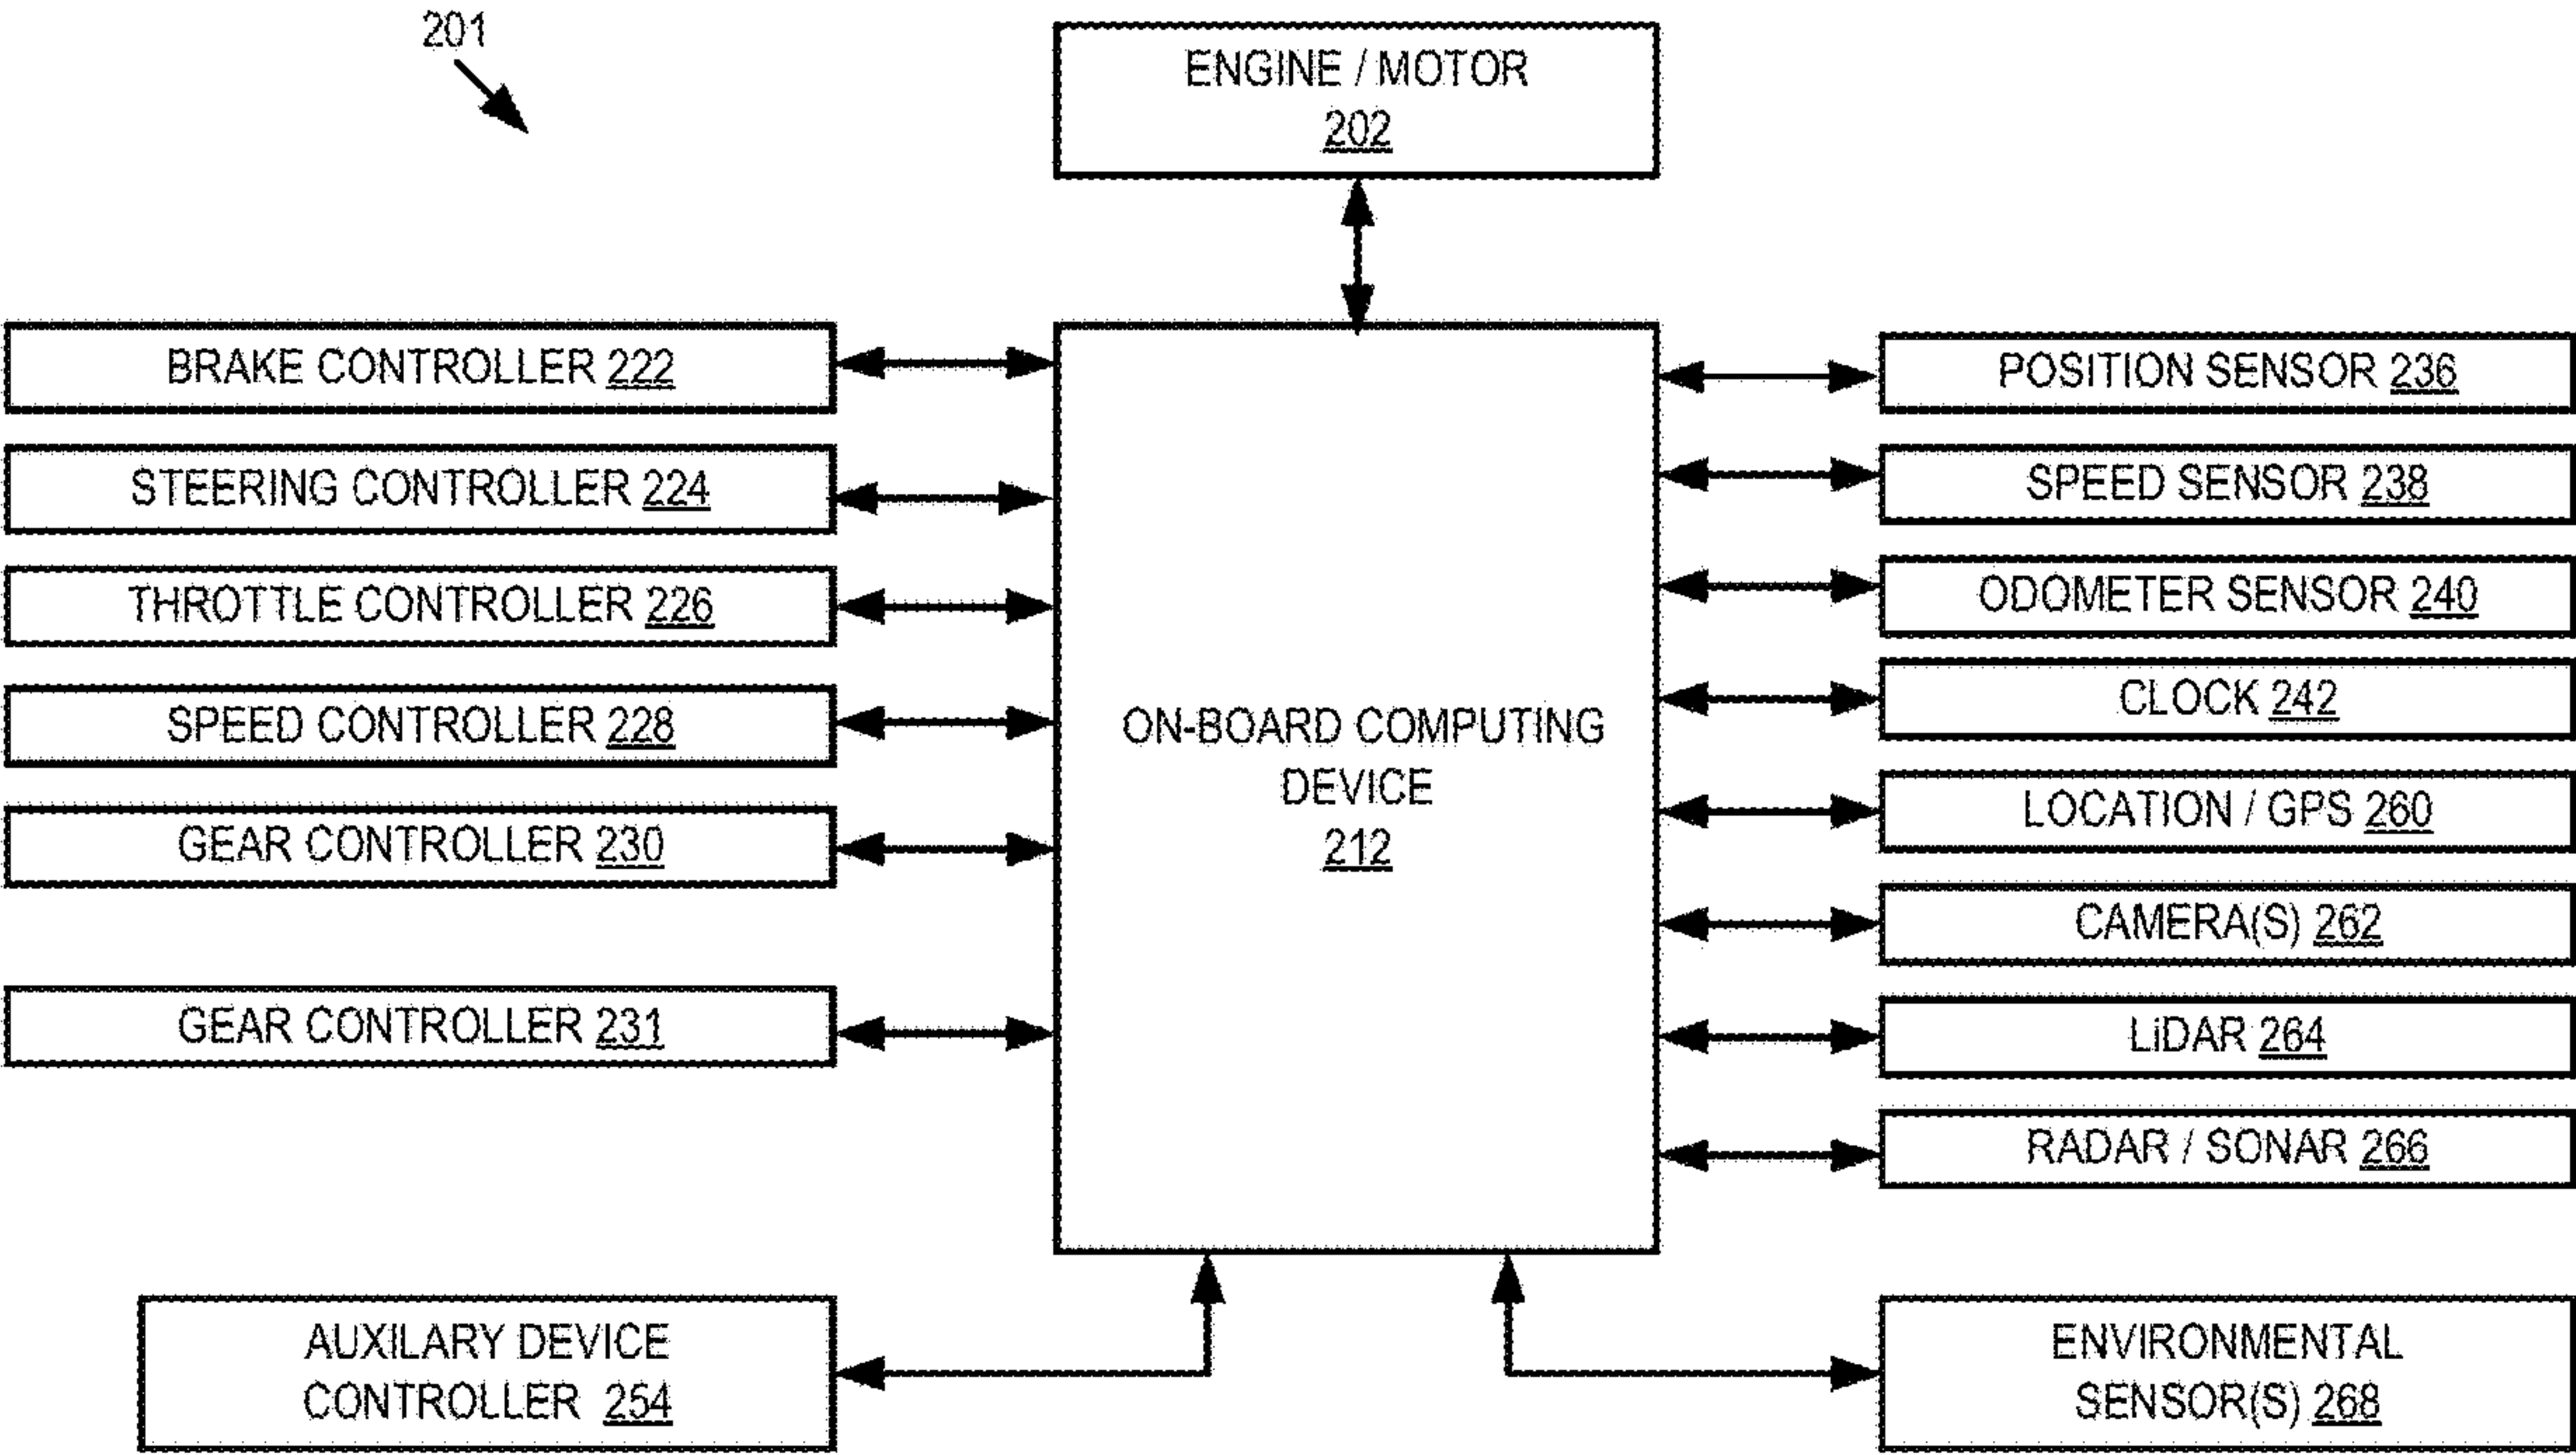 201
ENGINE / MOTOR
202
BRAKE CONTROLLER 222
STEERING CONTROLLER 224
THROTTLE CONTROLLER 226
SPEED CONTROLLER 228
GEAR CONTROLLER 230
GEAR CONTROLLER 231
ON-BOARD COMPUTING
DEVICE
212
POSITION SENSOR 236
SPEED SENSOR 238
ODOMETER SENSOR 240
CLOCK 242
LOCATION / GPS 260
CAMERA(S) 262
LiDAR 264
RADAR / SONAR 266
AUXILARY DEVICE
CONTROLLER 254
ENVIRONMENTAL
SENSOR(S) 268